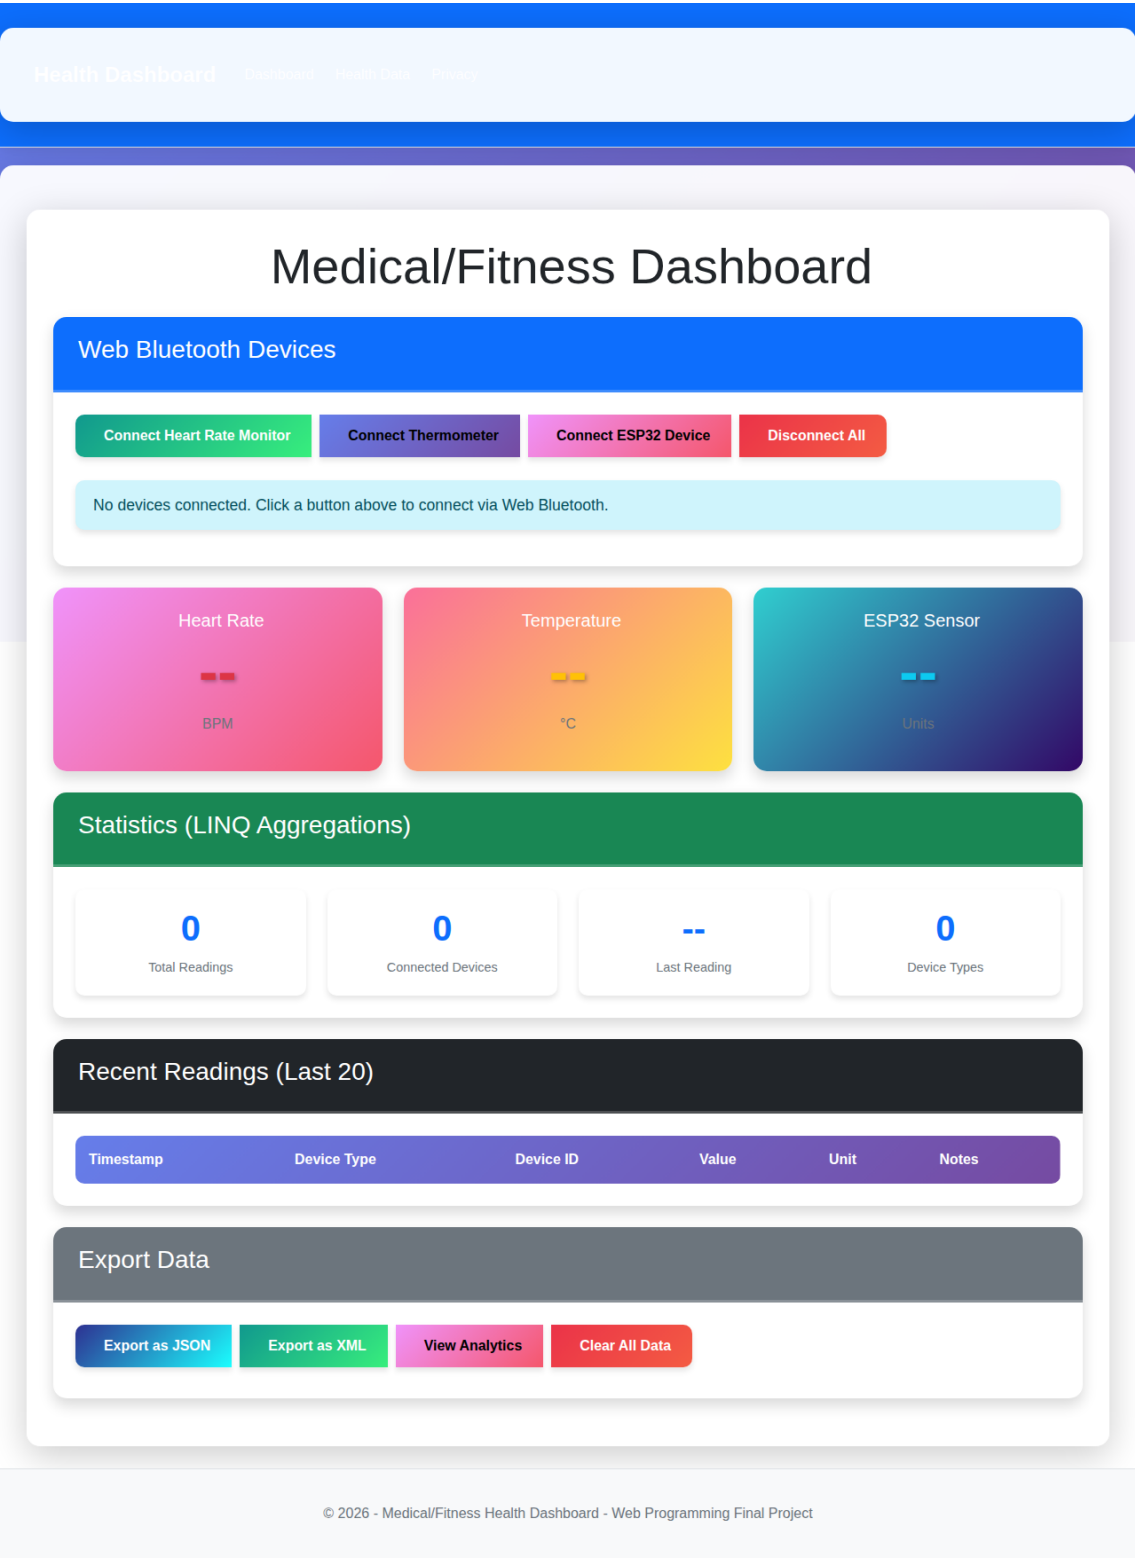 Health Dashboard Dashboard Health Data Privacy
Medical/Fitness Dashboard
Web Bluetooth Devices
Connect Heart Rate Monitor Connect Thermometer Connect ESP32 Device Disconnect All
No devices connected. Click a button above to connect via Web Bluetooth.
Heart Rate Temperature ESP32 Sensor
-- -- --
BPM °C Units
Statistics (LINQ Aggregations)
0 0 -- 0
Total Readings Connected Devices Last Reading Device Types
Recent Readings (Last 20)
Timestamp Device Type Device ID Value Unit Notes
Export Data
Export as JSON Export as XML View Analytics Clear All Data
© 2026 - Medical/Fitness Health Dashboard - Web Programming Final Project